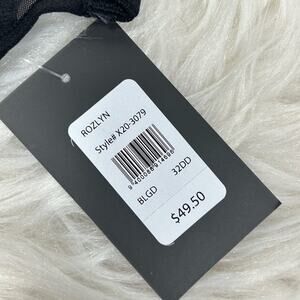 ROZLYN
Style# X20-3079
BLGD 32DD
$49.50